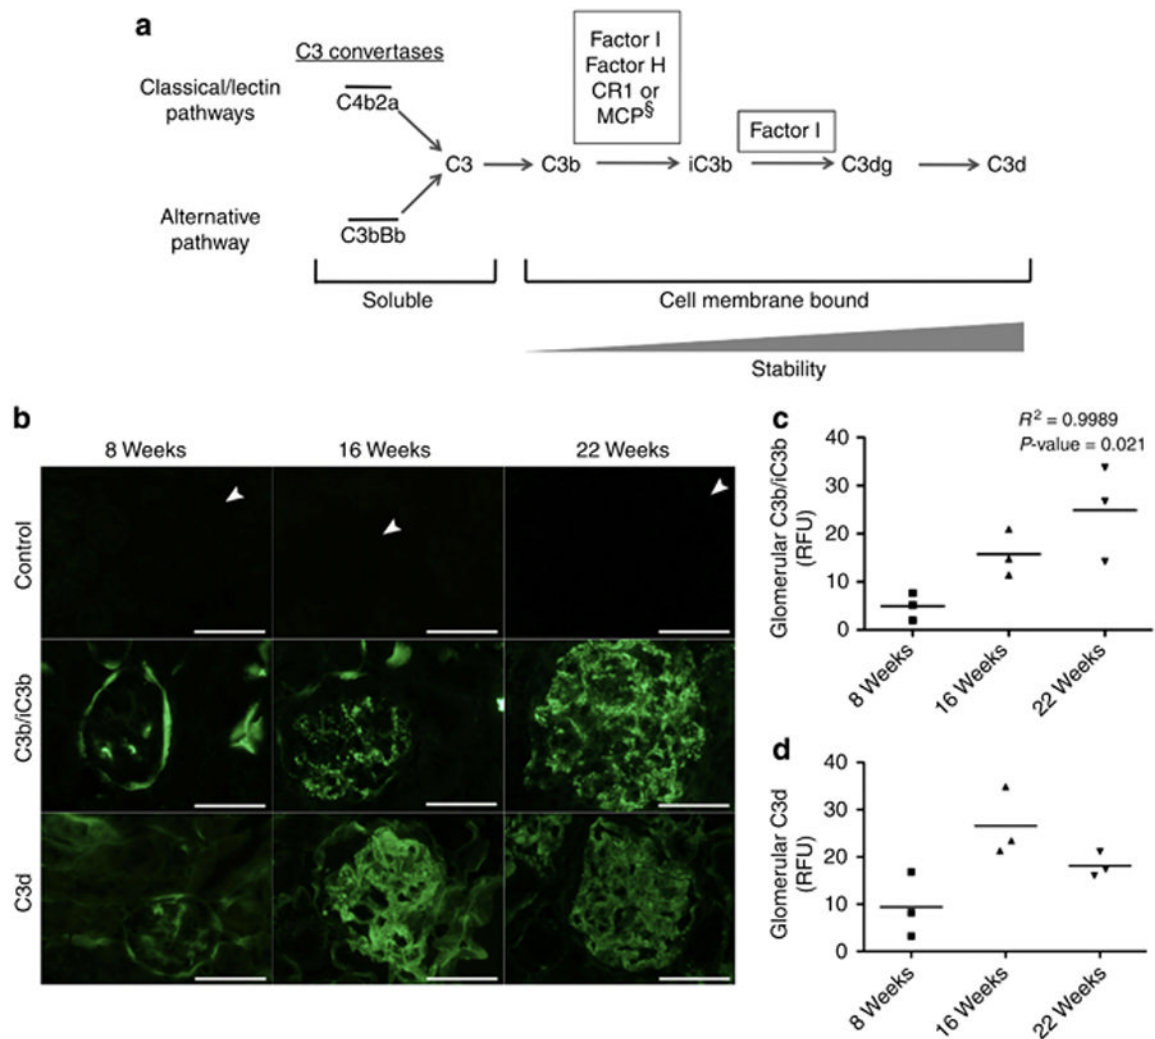 a
C3 convertases
Classical/lectin
pathways
C4b2a
Factor I
Factor H
CR1 or
MCP§
Factor I
C3
C3b
iC3b
C3dg
C3d
Alternative
pathway
C3bBb
Soluble
Cell membrane bound
Stability
b
8 Weeks
16 Weeks
22 Weeks
Control
C3b/iC3b
C3d
c
R² = 0.9989
P-value = 0.021
Glomerular C3b/iC3b
(RFU)
40
30
20
10
0
8 Weeks
16 Weeks
22 Weeks
d
Glomerular C3d
(RFU)
40
30
20
10
0
8 Weeks
16 Weeks
22 Weeks